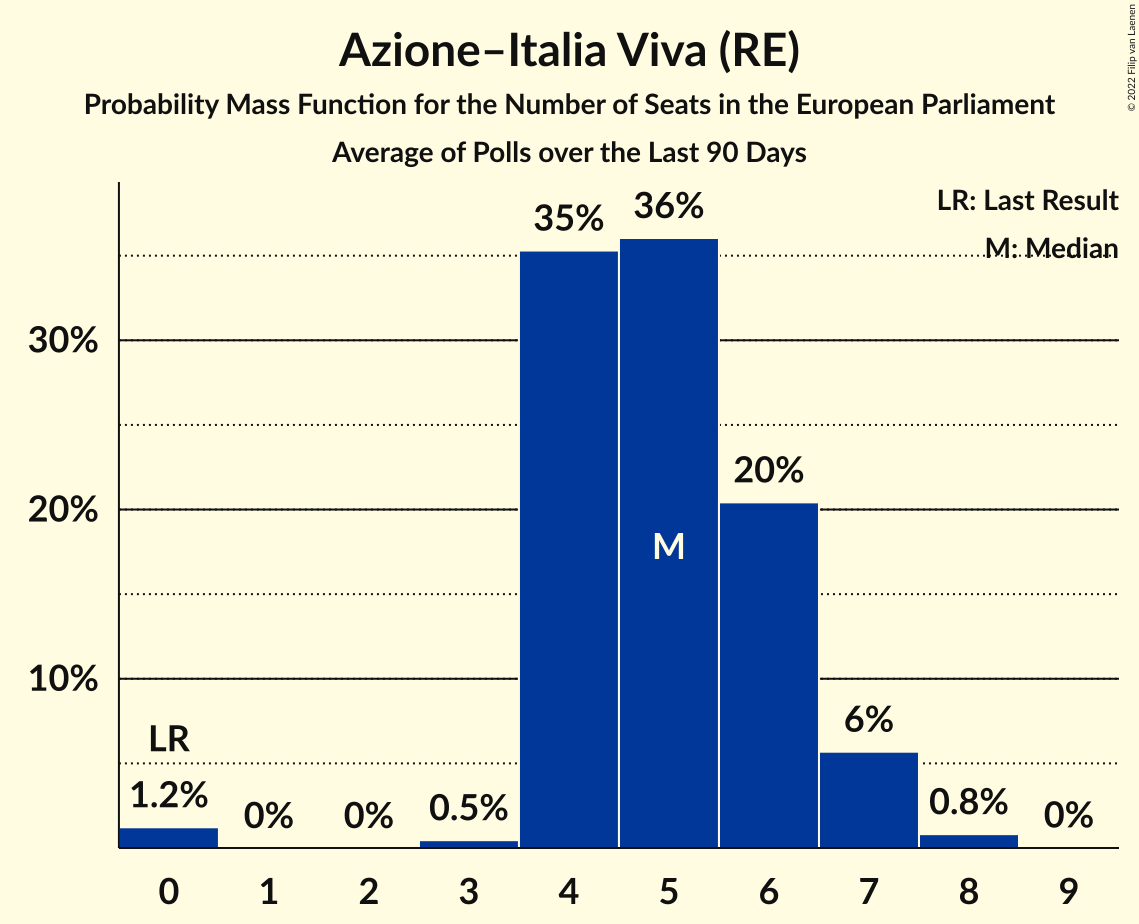 Azione–Italia Viva (RE)
Probability Mass Function for the Number of Seats in the European Parliament
Average of Polls over the Last 90 Days
© 2022 Filip van Laenen
LR: Last Result
M: Median
35%
36%
30%
20%
20%
M
10%
6%
LR
1.2%
0%
0%
0.5%
0.8%
0%
0
1
2
3
4
5
6
7
8
9